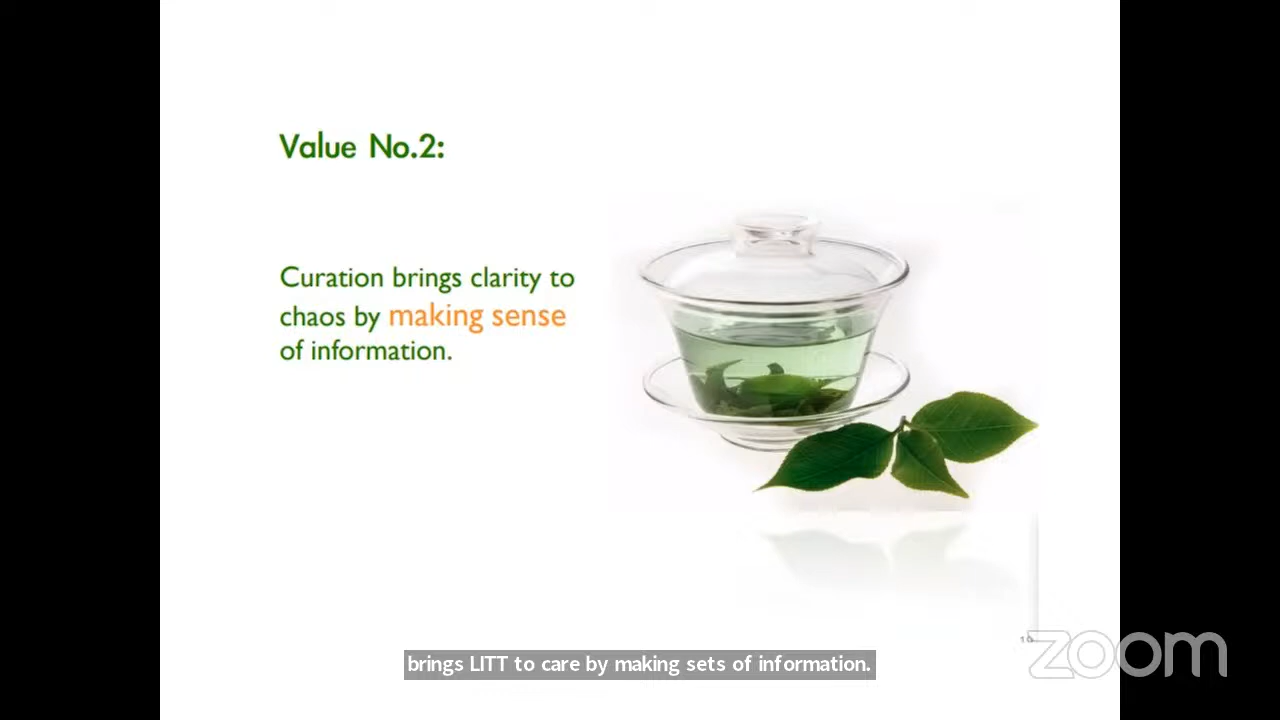 Value No.2:
Curation brings clarity to
chaos by making sense
of information.
brings LITT to care by making sets of information.
zoom